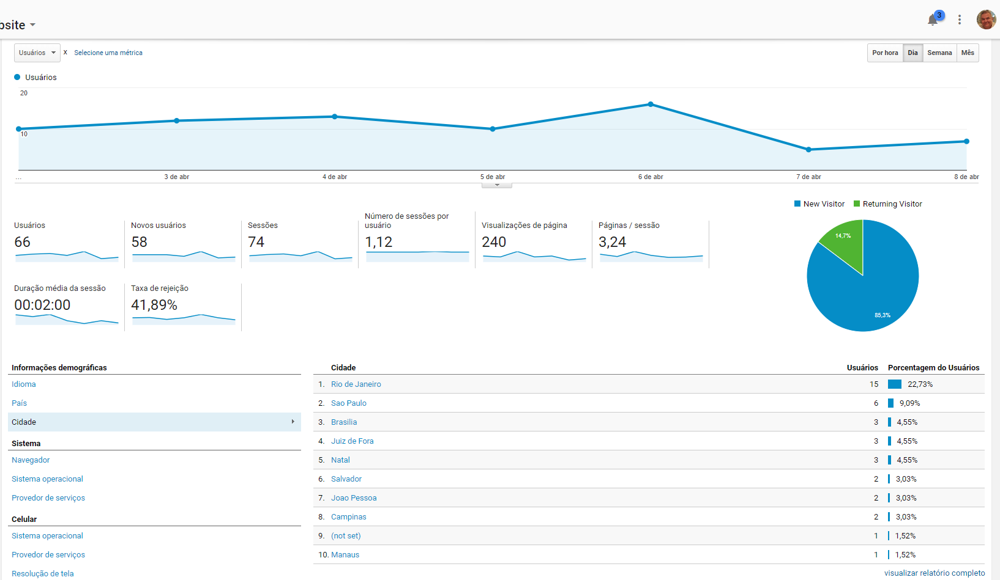 bsite
3
Usuários x Selecione uma métrica
Por hora Dia Semana Mês
Usuários
20
10
... 3 de abr 4 de abr 5 de abr 6 de abr 7 de abr 8 de abr
New Visitor Returning Visitor
14,7%
85,3%
Usuários
66
Novos usuários
58
Sessões
74
Número de sessões por
usuário
1,12
Visualizações de página
240
Páginas / sessão
3,24
Duração média da sessão
00:02:00
Taxa de rejeição
41,89%
Informações demográficas
Idioma
País
Cidade
Sistema
Navegador
Sistema operacional
Provedor de serviços
Celular
Sistema operacional
Provedor de serviços
Resolução de tela
Cidade Usuários Porcentagem do Usuários
1. Rio de Janeiro 15 22,73%
2. Sao Paulo 6 9,09%
3. Brasilia 3 4,55%
4. Juiz de Fora 3 4,55%
5. Natal 3 4,55%
6. Salvador 2 3,03%
7. Joao Pessoa 2 3,03%
8. Campinas 2 3,03%
9. (not set) 1 1,52%
10. Manaus 1 1,52%
visualizar relatório completo